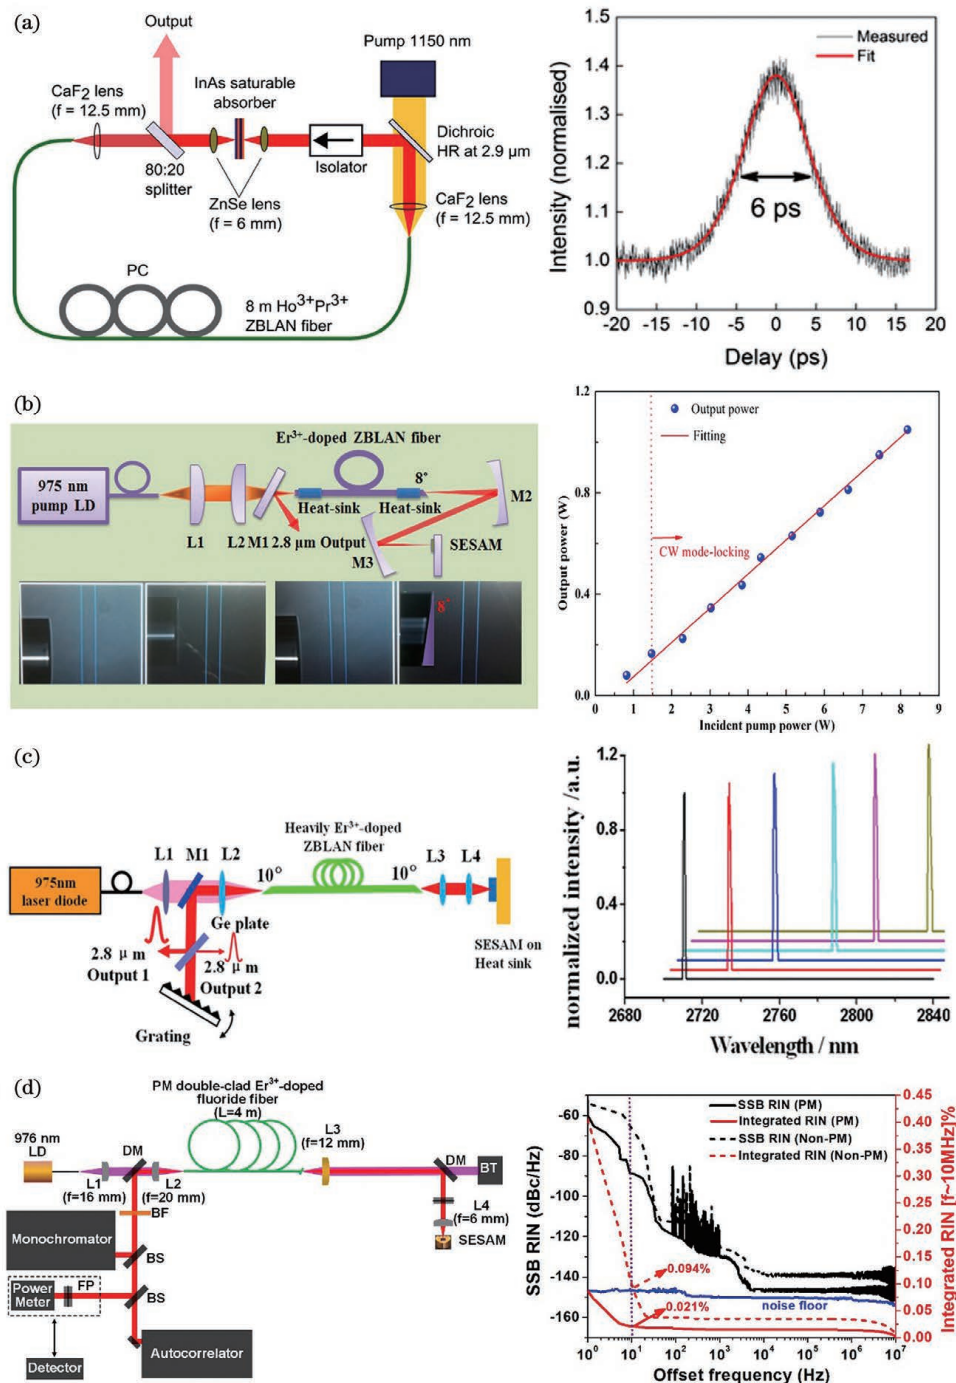 (a)
Output
CaF2 lens
(f = 12.5 mm)
InAs saturable
absorber
Pump 1150 nm
80:20
splitter
ZnSe lens
(f = 6 mm)
Isolator
Dichroic
HR at 2.9 μm
CaF2 lens
(f = 12.5 mm)
PC
8 m Ho3+Pr3+
ZBLAN fiber
Intensity (normalised)
1.5
1.4
1.3
1.2
1.1
1.0
0.9
Measured
Fit
6 ps
-20 -15 -10 -5 0 5 10 15 20
Delay (ps)
(b)
975 nm
pump LD
L1
L2 M1 2.8 μm Output
Er3+-doped ZBLAN fiber
8°
Heat-sink
Heat-sink
M2
M3
SESAM
8°
Output power (W)
1.2
0.8
0.4
0.0
Output power
Fitting
CW mode-locking
0 1 2 3 4 5 6 7 8 9
Incident pump power (W)
(c)
975nm
laser diode
L1 M1 L2
Heavily Er3+-doped
ZBLAN fiber
10°
10°
L3 L4
Ge plate
2.8 μm
Output 1
2.8 μm
Output 2
SESAM on
Heat sink
Grating
normalized intensity /a.u.
1.2
0.8
0.4
0.0
2680 2720 2760 2800 2840
Wavelength / nm
(d)
PM double-clad Er3+-doped
fluoride fiber
(L=4 m)
976 nm
LD
DM
L1
(f=16 mm)
L2
(f=20 mm)
L3
(f=12 mm)
DM
BT
L4
(f=6 mm)
SESAM
BF
Monochromator
BS
Power
Meter
FP
BS
Detector
Autocorrelator
SSB RIN (dBc/Hz)
-60
-80
-100
-120
-140
-160
SSB RIN (PM)
Integrated RIN (PM)
SSB RIN (Non-PM)
Integrated RIN (Non-PM)
0.094%
0.021%
noise floor
0.45
0.40
0.35
0.30
0.25
0.20
0.15
0.10
0.05
0.00
Integrated RIN [f~10MHz]%
100 101 102 103 104 105 106 107
Offset frequency (Hz)